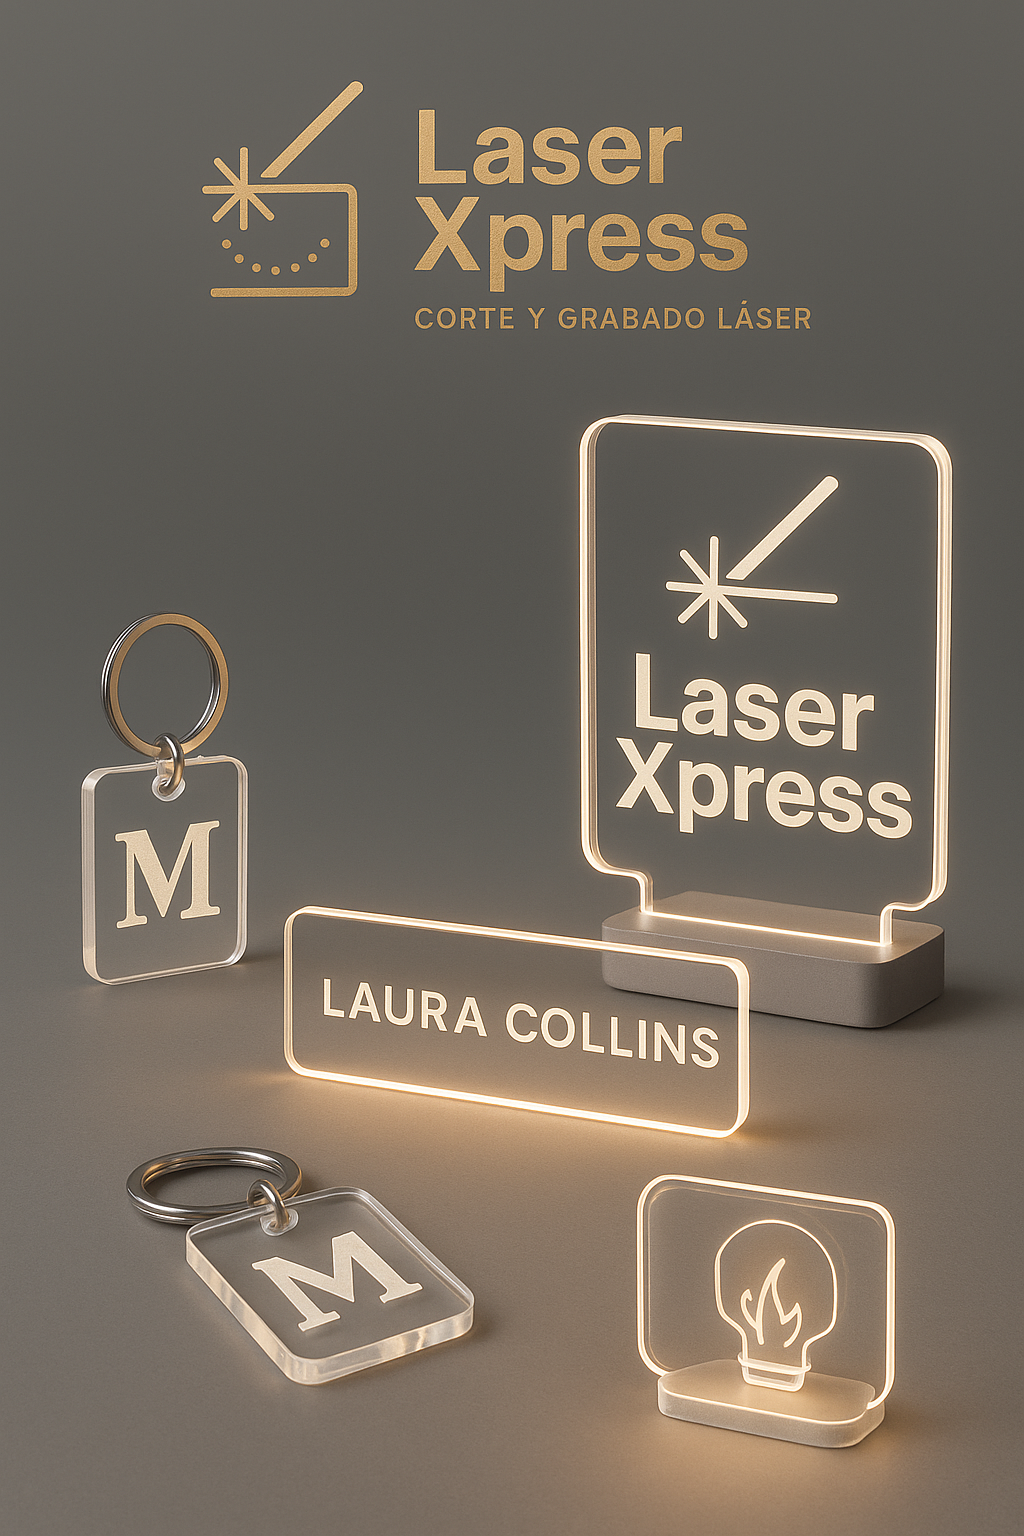 Laser
Xpress
CORTE Y GRABADO LÁSER
Laser
Xpress
M
LAURA COLLINS
M